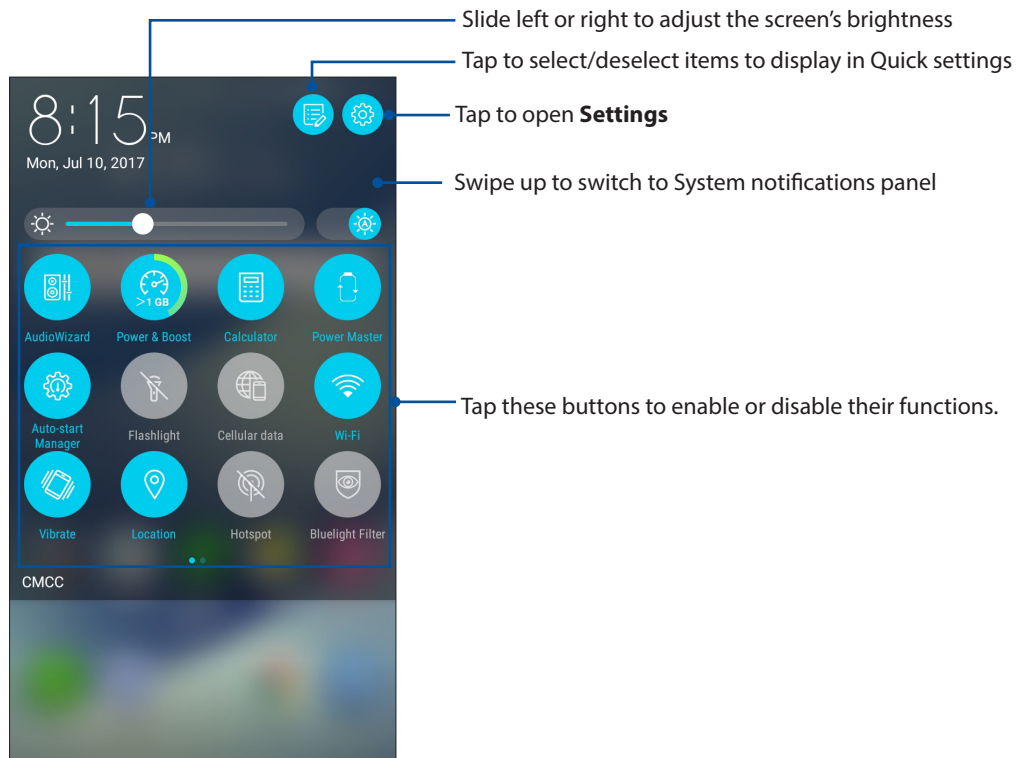 Slide left or right to adjust the screen's brightness
Tap to select/deselect items to display in Quick settings
Tap to open Settings
Swipe up to switch to System notifications panel
8:15 PM
Mon, Jul 10, 2017
A
>1 GB
AudioWizard
Power & Boost
Calculator
Power Master
Auto-start
Manager
Flashlight
Cellular data
Wi-Fi
Tap these buttons to enable or disable their functions.
Vibrate
Location
Hotspot
Bluelight Filter
CMCC